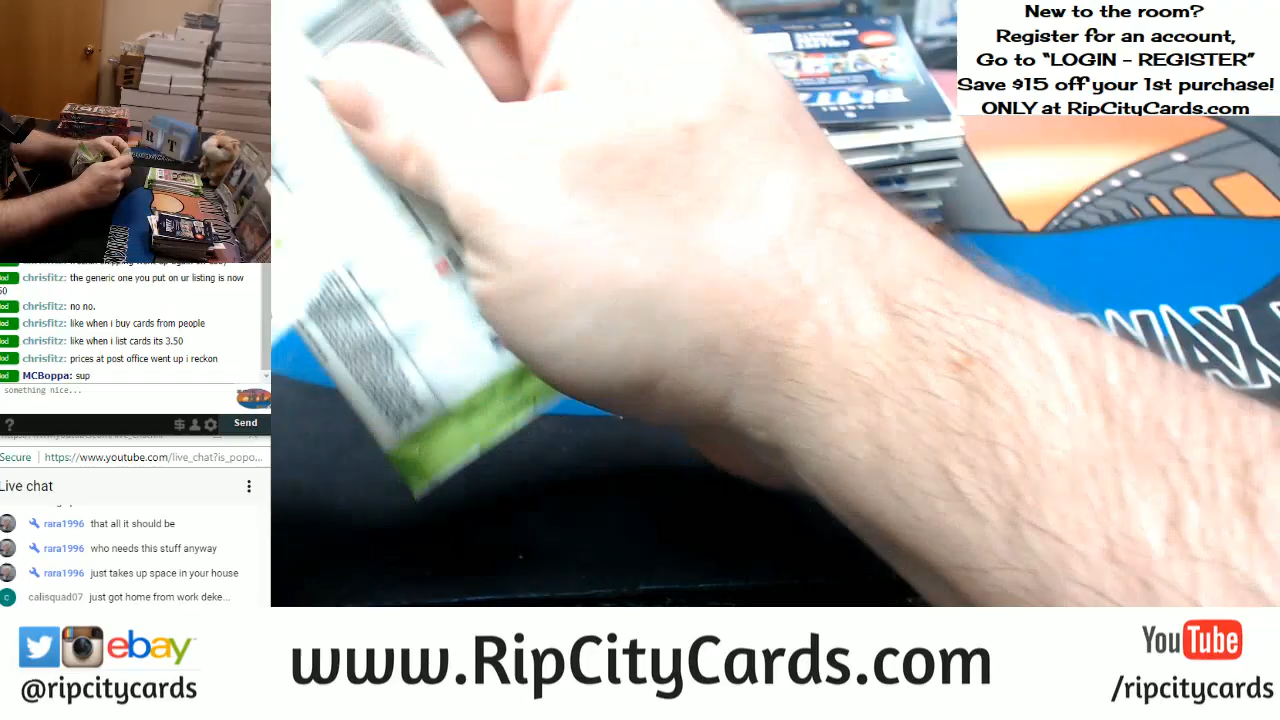 New to the room?
Register for an account,
Go to "LOGIN - REGISTER"
Save $15 off your 1st purchase!
ONLY at RipCityCards.com
R
T
chrisfitz: the generic one you put on ur listing is now
chrisfitz: no no.
chrisfitz: like when i buy cards from people
chrisfitz: like when i list cards its 3.50
chrisfitz: prices at post office went up i reckon
MCBoppa: sup
something nice...
? $ Send
Secure | https://www.youtube.com/live_chat?is_popo...
Live chat
rara1996 that all it should be
rara1996 who needs this stuff anyway
rara1996 just takes up space in your house
c calisquad07 just got home from work deke...
WAX
ebay
@ripcitycards
www.RipCityCards.com
YouTube
/ripcitycards